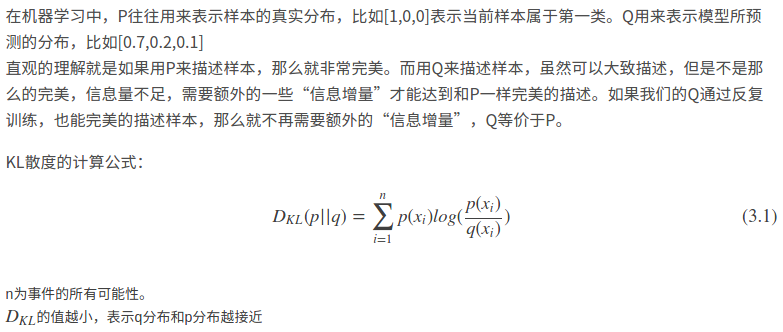 在机器学习中，P往往用来表示样本的真实分布，比如[1,0,0]表示当前样本属于第一类。Q用来表示模型所预
测的分布，比如[0.7,0.2,0.1]
直观的理解就是如果用P来描述样本，那么就非常完美。而用Q来描述样本，虽然可以大致描述，但是不是那
么的完美，信息量不足，需要额外的一些“信息增量”才能达到和P一样完美的描述。如果我们的Q通过反复
训练，也能完美的描述样本，那么就不再需要额外的“信息增量”，Q等价于P。
KL散度的计算公式：
D_{KL}(p||q) = \sum_{i=1}^{n} p(x_i)log(\frac{p(x_i)}{q(x_i)}) (3.1)
n为事件的所有可能性。
D_{KL}的值越小，表示q分布和p分布越接近